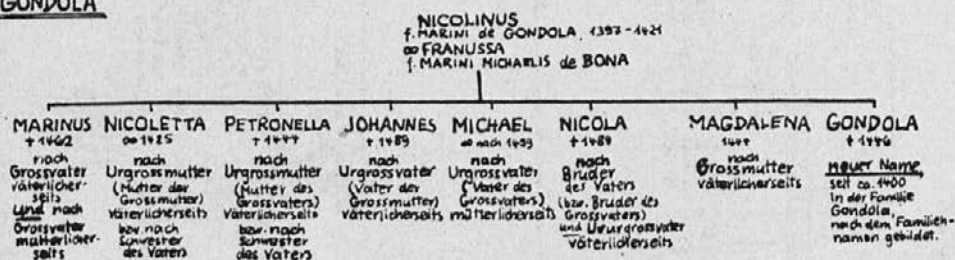 GONDOLA
NICOLINUS
f. MARINI de GONDOLA, 1397-1421
∞ FRANUSSA
f. MARINI MICHAELIS de BONA
MARINUS
+ 1462
nach
Grossvater
väterlicher-
seits
und nach
Grossvater
mütterlicher-
seits
NICOLETTA
∞ 1425
nach
Urgrossmutter
(Mutter der
Grossmutter)
väterlicherseits
bzw. nach
Schwester
des Vaters
PETRONELLA
+ 1444
nach
Urgrossmutter
(Mutter des
Grossvaters)
väterlicherseits
bzw. nach
Schwester
des Vaters
JOHANNES
+ 1489
nach
Urgrossvater
(Vater der
Grossmutter)
väterlicherseits
MICHAEL
∞ nach 1439
nach
Urgrossvater
(Vater des
Grossvaters)
mütterlicherseits
NICOLA
+ 1484
nach
Bruder
des Vaters
(bzw. Bruder des
Grossvaters)
und Ururgrossvater
väterlicherseits
MAGDALENA
1444
nach
Grossmutter
väterlicherseits
GONDOLA
+ 1446
neuer Name,
seit ca. 1400
in der Familie
Gondola,
nach dem Familien-
namen gebildet.